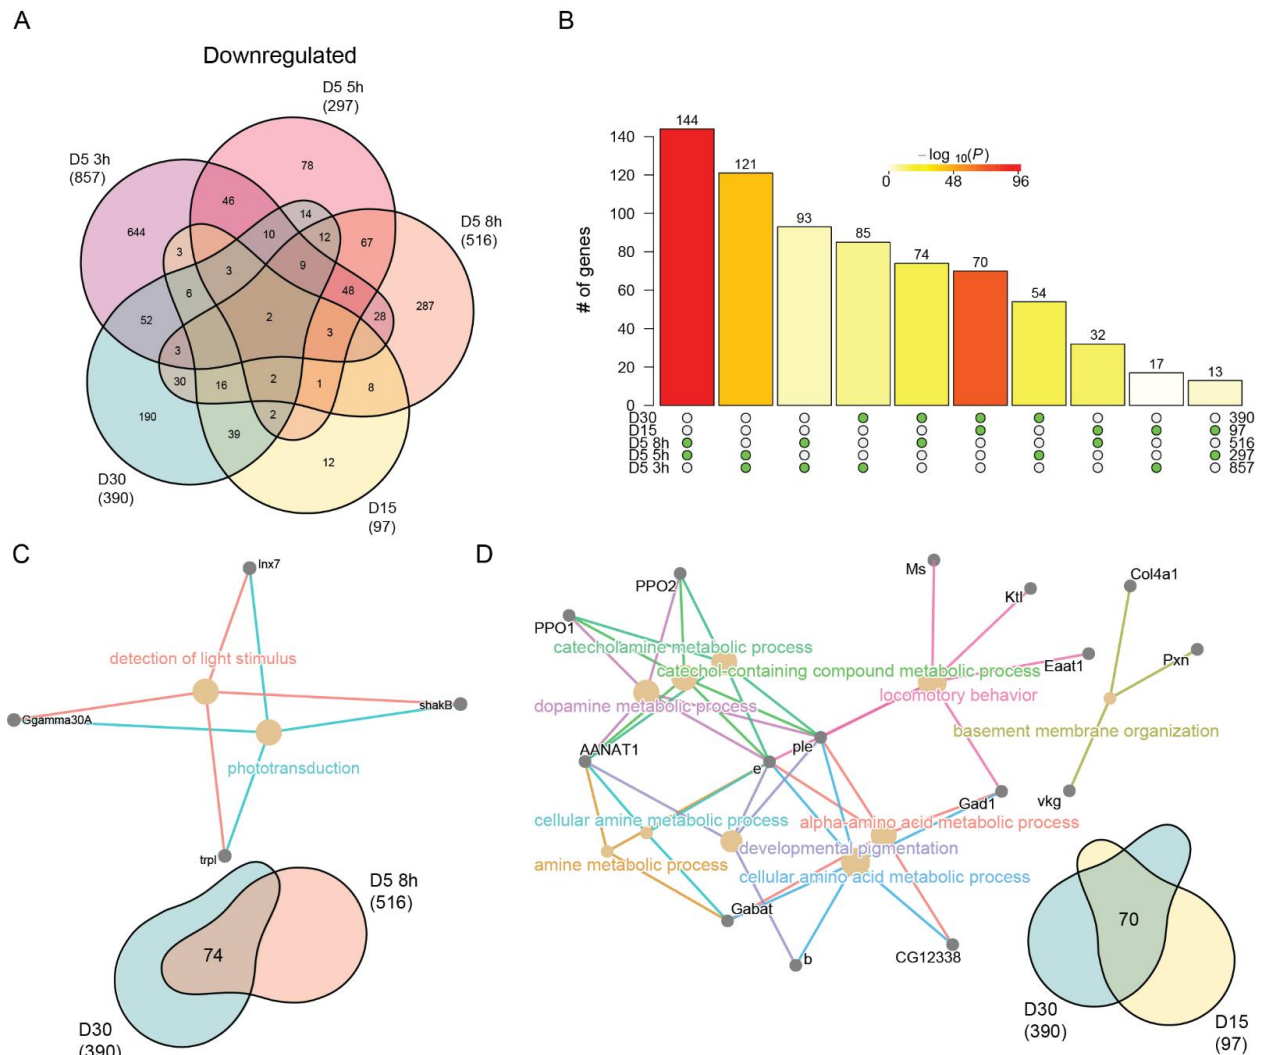 A
Downregulated
D5 5h
(297)
D5 3h
(857)
D5 8h
(516)
78
46
14
10
12
67
644
3
3
9
6
48
287
28
52
2
3
3
30
16
2
1
8
190
2
39
12
D30
(390)
D15
(97)
B
# of genes
140
120
100
80
60
40
20
0
144
121
93
85
74
70
54
32
17
13
−log 10(P)
0 48 96
D30 390
D15 97
D5 8h 516
D5 5h 297
D5 3h 857
C
Inx7
detection of light stimulus
Ggamma30A
shakB
phototransduction
trpl
D5 8h
(516)
74
D30
(390)
D
PPO2
Ms
Col4a1
Ktl
PPO1
catecholamine metabolic process
Pxn
catechol-containing compound metabolic process
Eaat1
locomotory behavior
dopamine metabolic process
basement membrane organization
AANAT1
ple
e
Gad1
vkg
cellular amine metabolic process
alpha-amino acid metabolic process
developmental pigmentation
amine metabolic process
cellular amino acid metabolic process
Gabat
b
CG12338
70
D30
(390)
D15
(97)